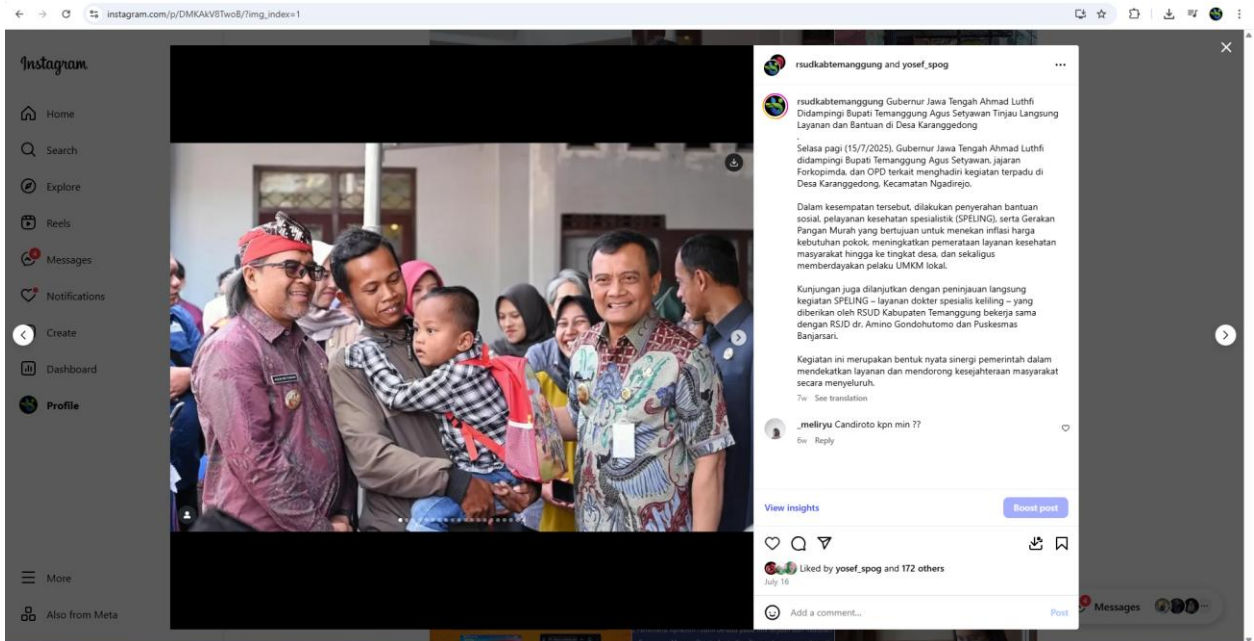 instagram.com/p/DMKAkV8TwoB/?img_index=1
Instagram
Home
Search
Explore
Reels
Messages
Notifications
Create
Dashboard
Profile
More
Also from Meta
rsudkabtemanggung and yosef_spog
rsudkabtemanggung Gubernur Jawa Tengah Ahmad Luthfi
Didampingi Bupati Temanggung Agus Setyawan Tinjau Langsung
Layanan dan Bantuan di Desa Karanggedong
.
Selasa pagi (15/7/2025), Gubernur Jawa Tengah Ahmad Luthfi
didampingi Bupati Temanggung Agus Setyawan, jajaran
Forkopimda, dan OPD terkait menghadiri kegiatan terpadu di
Desa Karanggedong, Kecamatan Ngadirejo.
Dalam kesempatan tersebut, dilakukan penyerahan bantuan
sosial, pelayanan kesehatan spesialistik (SPELING), serta Gerakan
Pangan Murah yang bertujuan untuk menekan inflasi harga
kebutuhan pokok, meningkatkan pemerataan layanan kesehatan
masyarakat hingga ke tingkat desa, dan sekaligus
memberdayakan pelaku UMKM lokal.
Kunjungan juga dilanjutkan dengan peninjauan langsung
kegiatan SPELING – layanan dokter spesialis keliling – yang
diberikan oleh RSUD Kabupaten Temanggung bekerja sama
dengan RSJD dr. Amino Gondohutomo dan Puskesmas
Banjarsari.
Kegiatan ini merupakan bentuk nyata sinergi pemerintah dalam
mendekatkan layanan dan mendorong kesejahteraan masyarakat
secara menyeluruh.
7w See translation
_meliryu Candiroto kpn min ??
6w Reply
View insights
Boost post
Liked by yosef_spog and 172 others
July 16
Add a comment...
Post
4
Messages